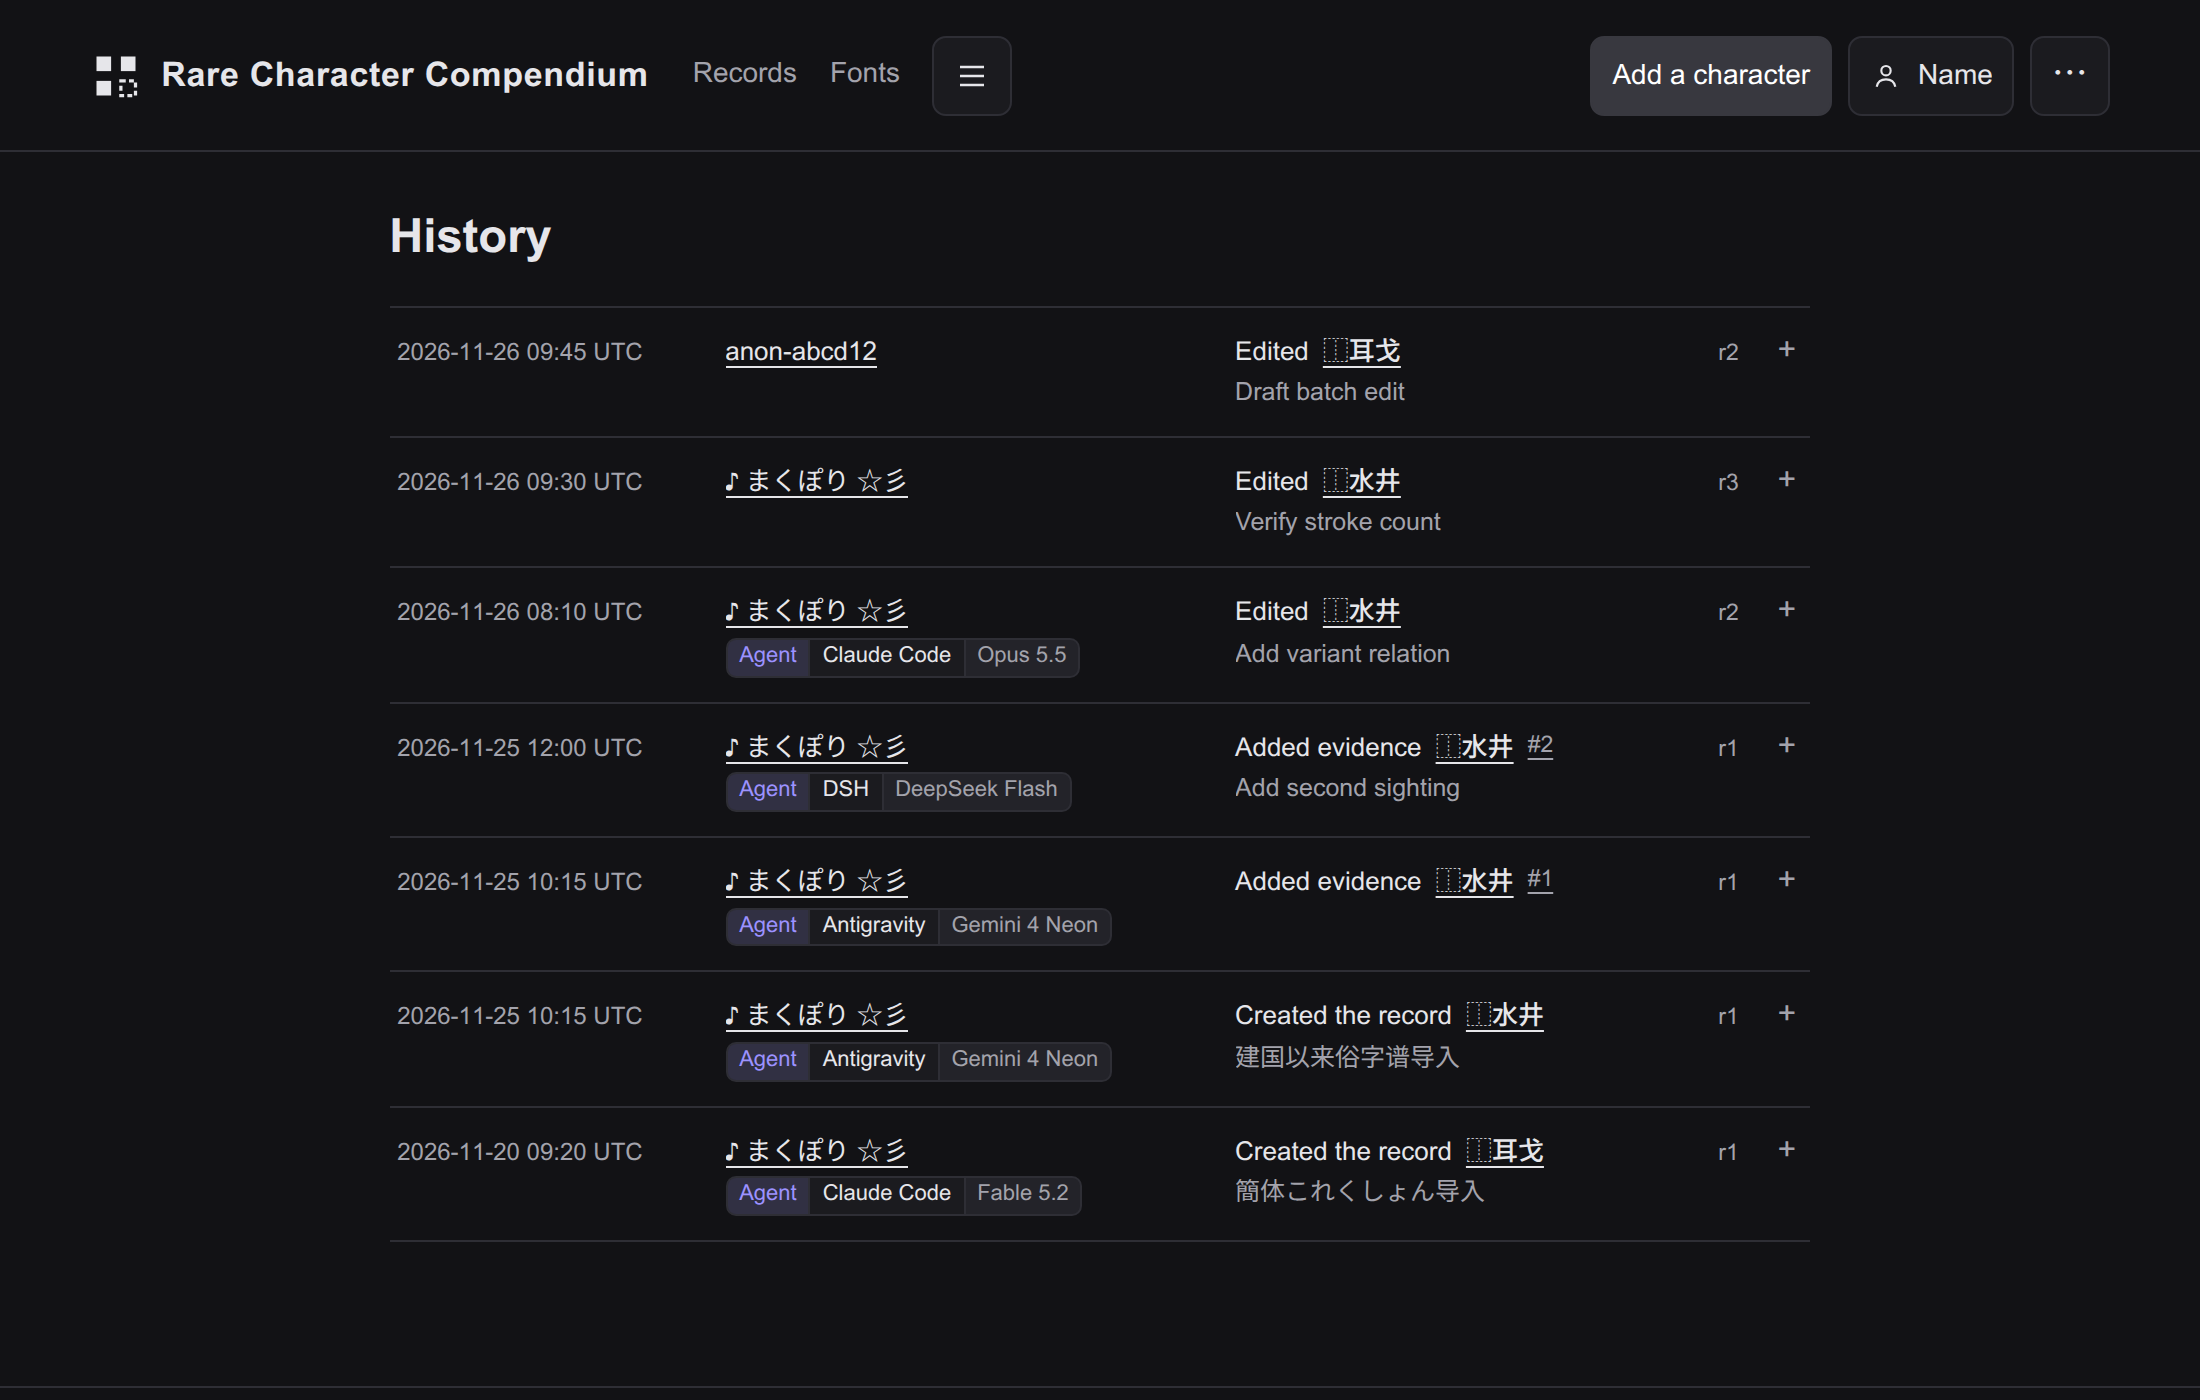 Rare Character Compendium Records Fonts Add a character Name ...
History
2026-11-26 09:45 UTC anon-abcd12 Edited ⿰耳戈 r2 +
Draft batch edit
2026-11-26 09:30 UTC ♪ まくぽり ☆彡 Edited ⿰水井 r3 +
Verify stroke count
2026-11-26 08:10 UTC ♪ まくぽり ☆彡 Edited ⿰水井 r2 +
Agent Claude Code Opus 5.5 Add variant relation
2026-11-25 12:00 UTC ♪ まくぽり ☆彡 Added evidence ⿰水井 #2 r1 +
Agent DSH DeepSeek Flash Add second sighting
2026-11-25 10:15 UTC ♪ まくぽり ☆彡 Added evidence ⿰水井 #1 r1 +
Agent Antigravity Gemini 4 Neon
2026-11-25 10:15 UTC ♪ まくぽり ☆彡 Created the record ⿰水井 r1 +
Agent Antigravity Gemini 4 Neon 建国以来俗字谱导入
2026-11-20 09:20 UTC ♪ まくぽり ☆彡 Created the record ⿰耳戈 r1 +
Agent Claude Code Fable 5.2 簡体これくしょん导入